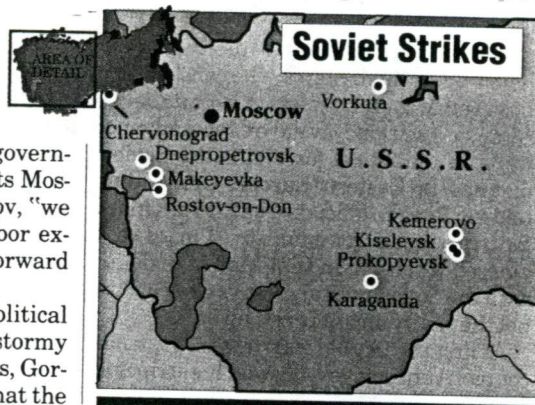 Soviet Strikes
AREA OF
DETAIL
Vorkuta
Moscow
Chervonograd
U.S.S.R.
Dnepropetrovsk
Makeyevka
Rostov-on-Don
Kemerovo
Kiselevsk
Prokopyevsk
Karaganda
govern-
ts Mos-
ov, "we
oor ex-
orward
olitical
stormy
s, Gor-
hat the